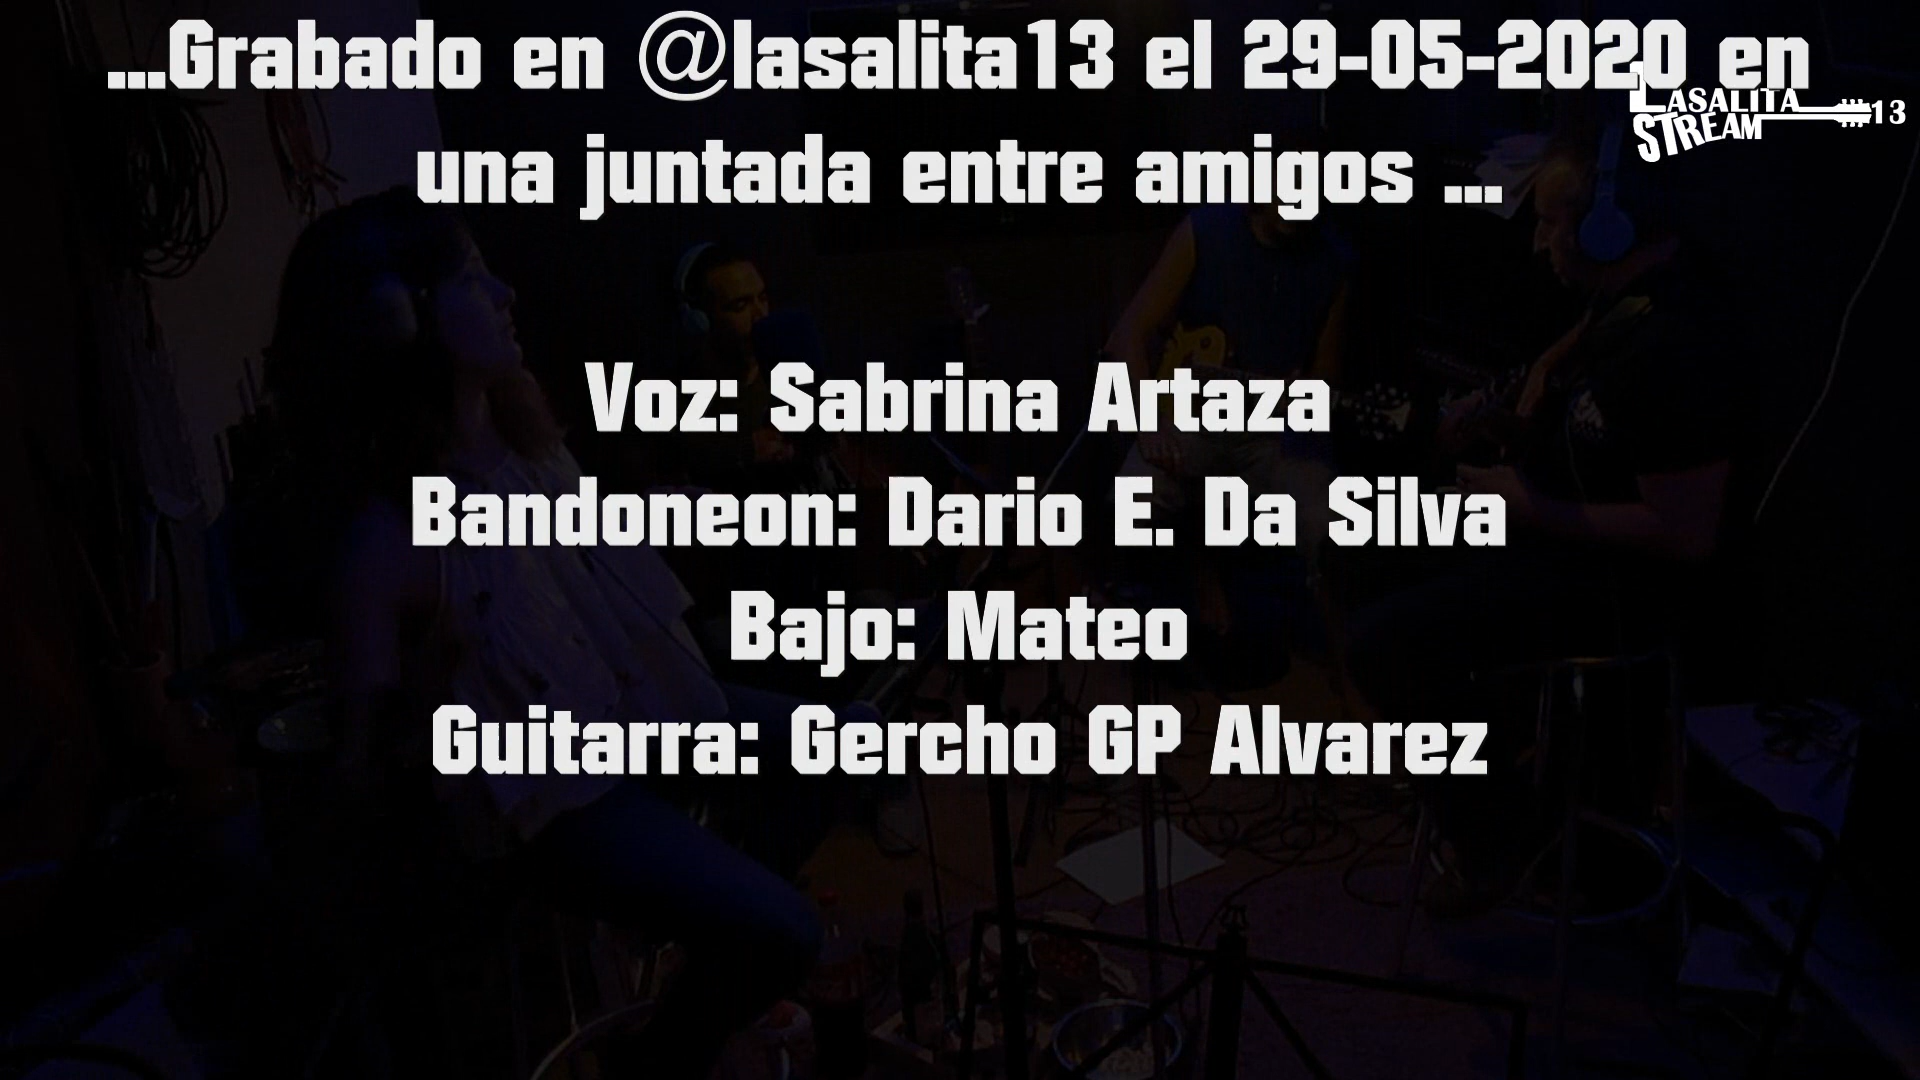 ...Grabado en @lasalita13 el 29-05-2020 en
una juntada entre amigos ...
LASALITA
STREAM
13
Voz: Sabrina Artaza
Bandoneon: Dario E. Da Silva
Bajo: Mateo
Guitarra: Gercho GP Alvarez